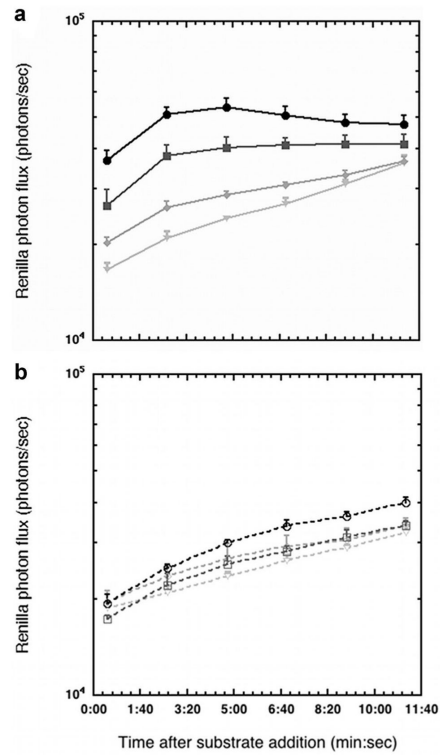 a
10⁵
Renilla photon flux (photons/sec)
10⁴
b
10⁵
Renilla photon flux (photons/sec)
10⁴
0:00 1:40 3:20 5:00 6:40 8:20 10:00 11:40
Time after substrate addition (min:sec)